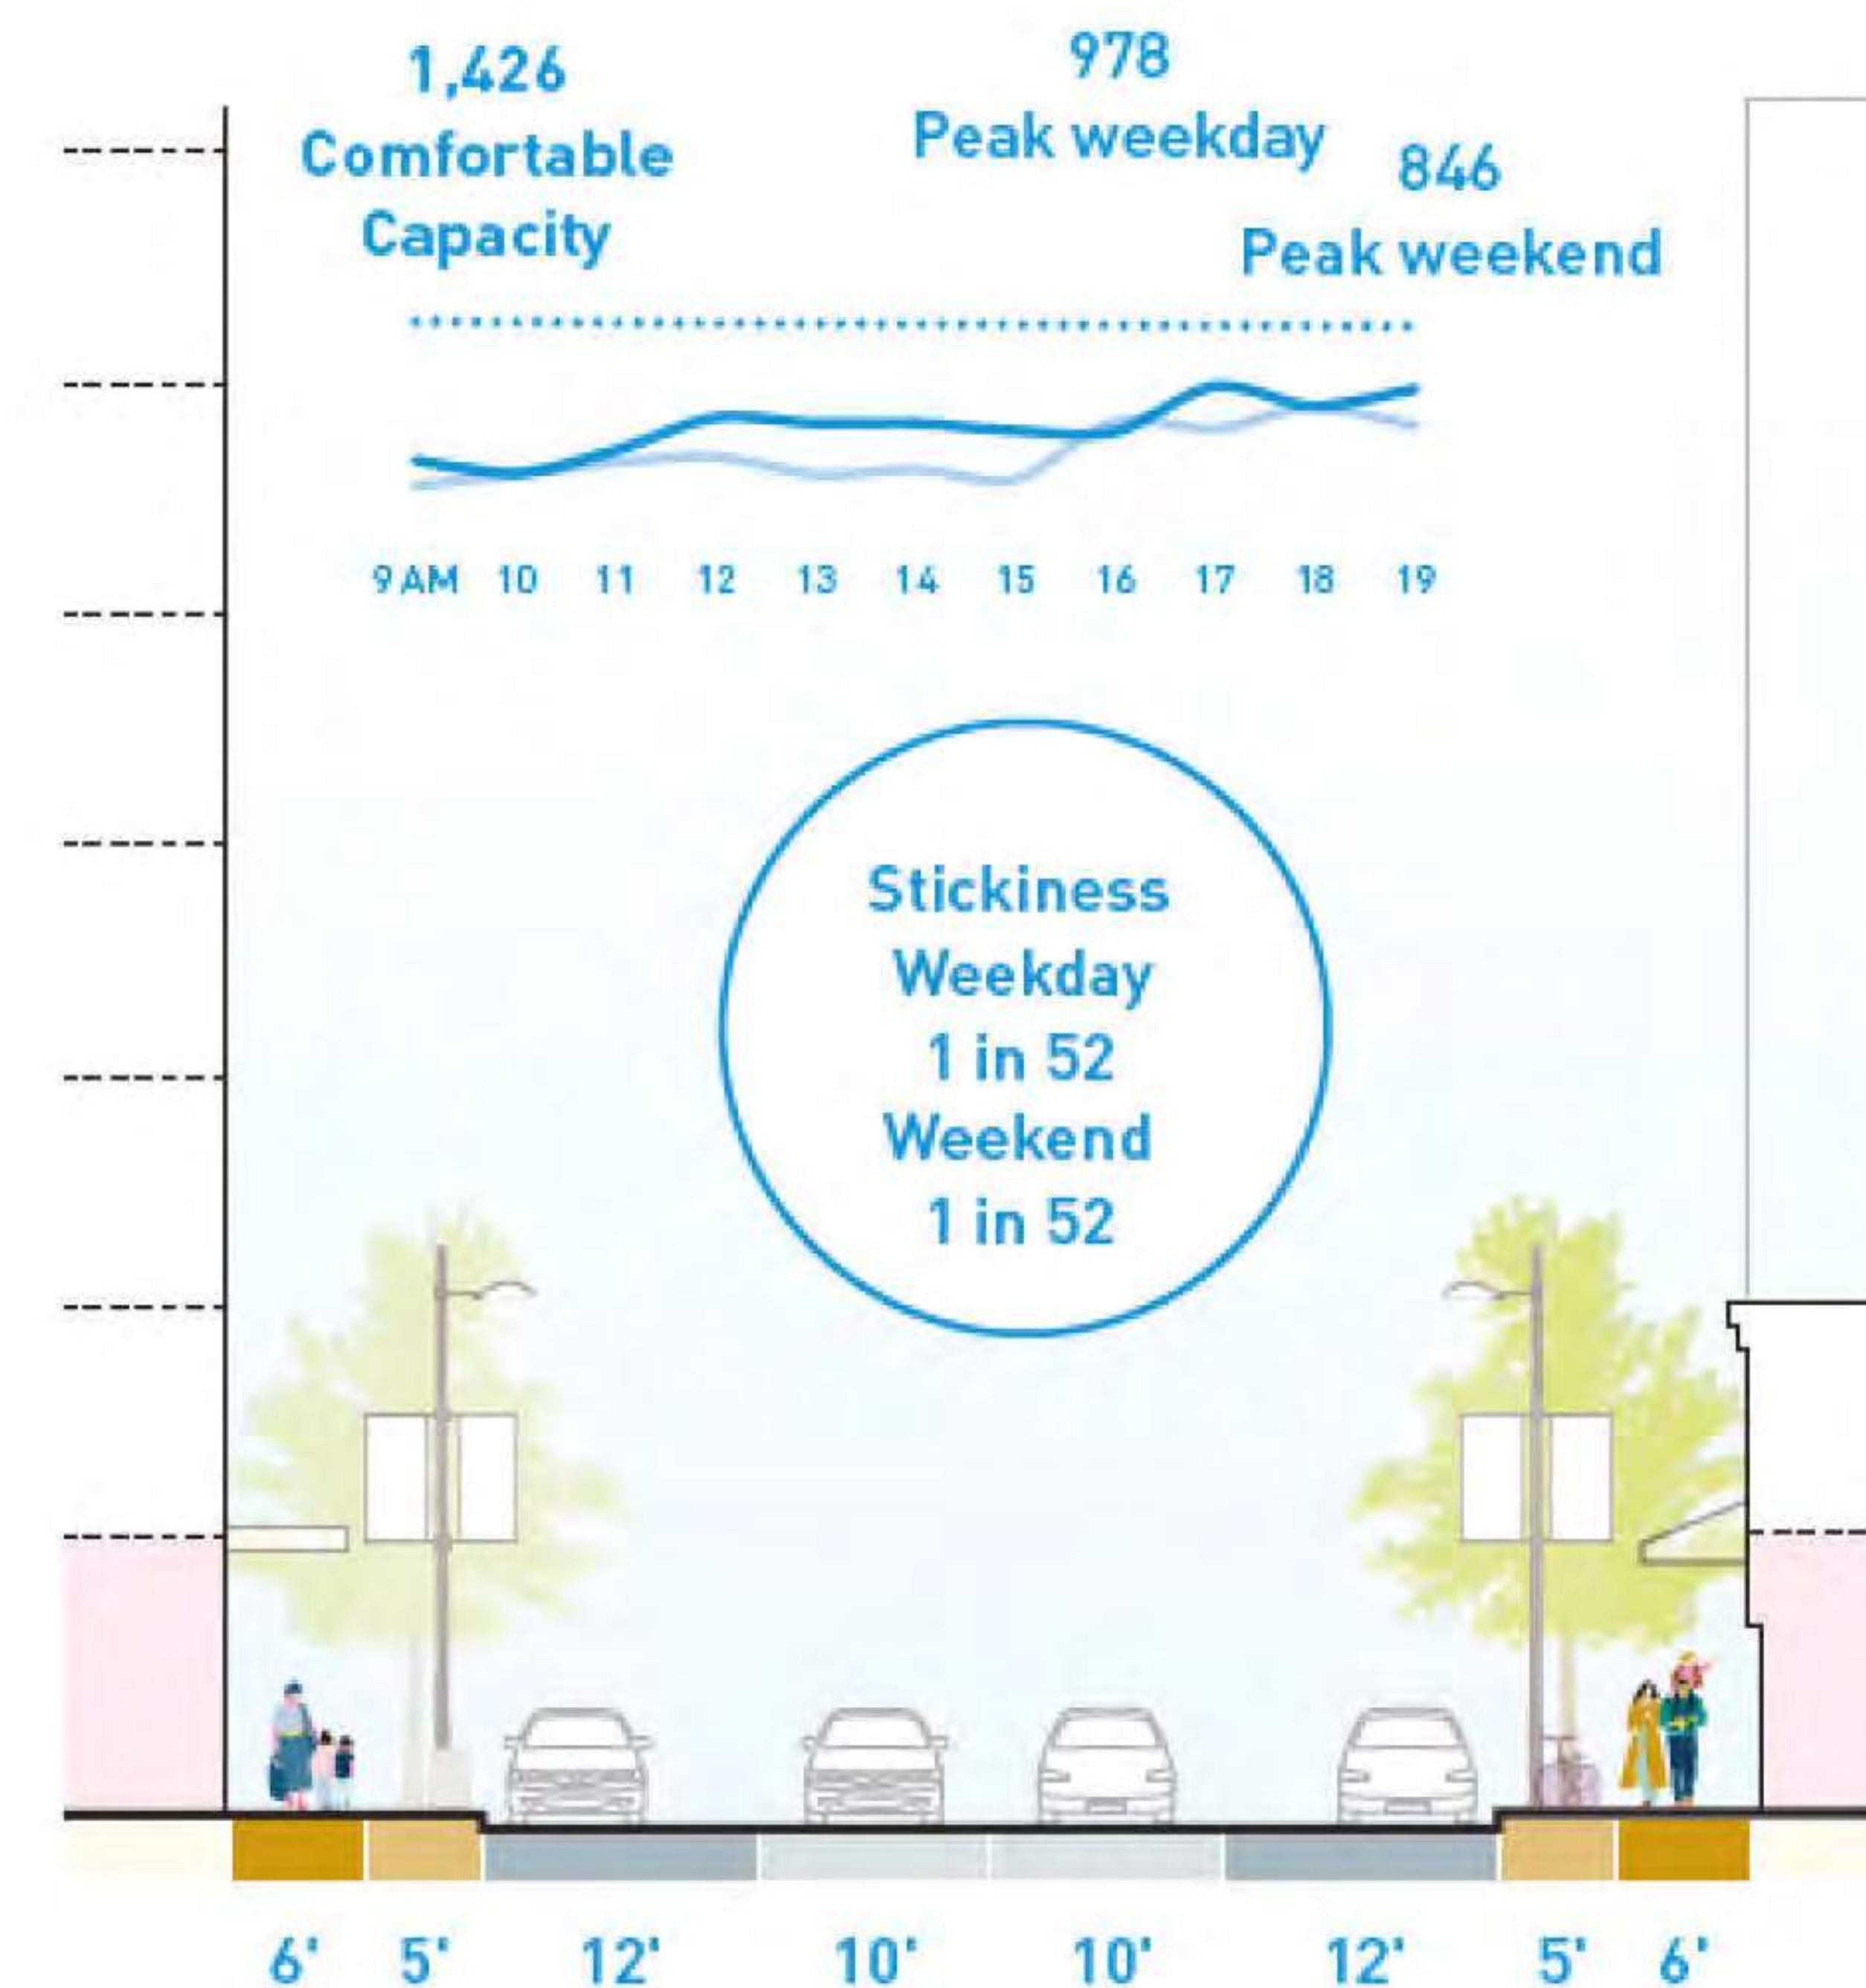 1,426
Comfortable
Capacity
978
Peak weekday
846
Peak weekend
9 AM 10 11 12 13 14 15 16 17 18 19
Stickiness
Weekday
1 in 52
Weekend
1 in 52
6' 5' 12' 10' 10' 12' 5' 6'